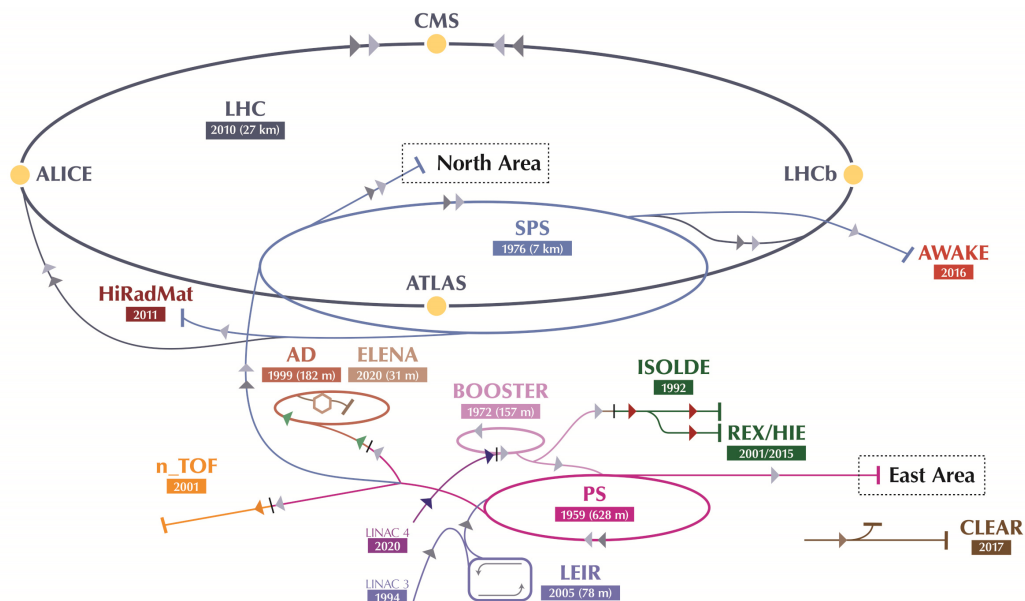 CMS
LHC
2010 (27 km)
North Area
ALICE
LHCb
SPS
1976 (7 km)
AWAKE
2016
ATLAS
HiRadMat
2011
AD
1999 (182 m)
ELENA
2020 (31 m)
ISOLDE
1992
BOOSTER
1972 (157 m)
REX/HIE
2001/2015
n_TOF
2001
East Area
PS
1959 (628 m)
LINAC 4
2020
CLEAR
2017
LEIR
2005 (78 m)
LINAC 3
1994